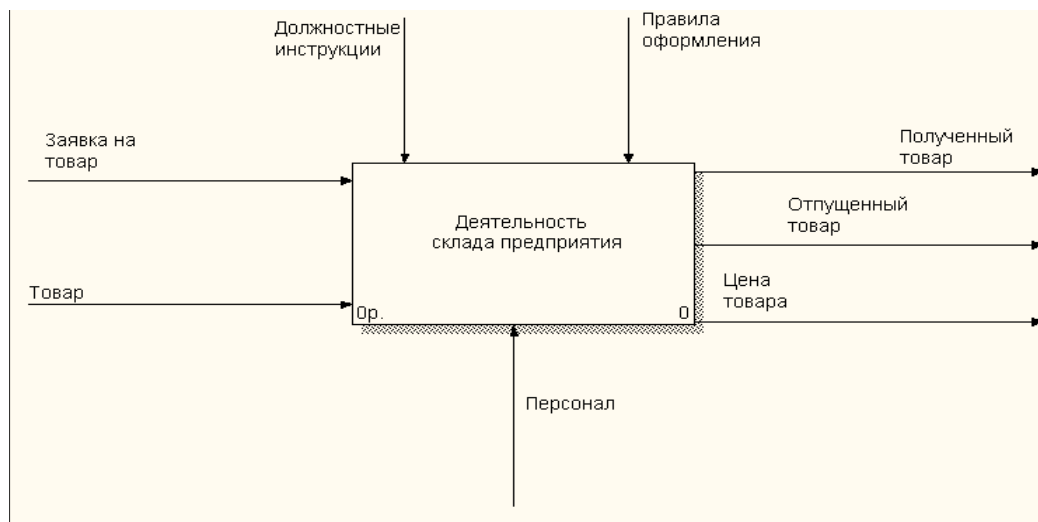 Должностные
инструкции
Правила
оформления
Заявка на
товар
Полученный
товар
Деятельность
склада предприятия
Отпущенный
товар
Товар
Цена
товара
0р.
0
Персонал